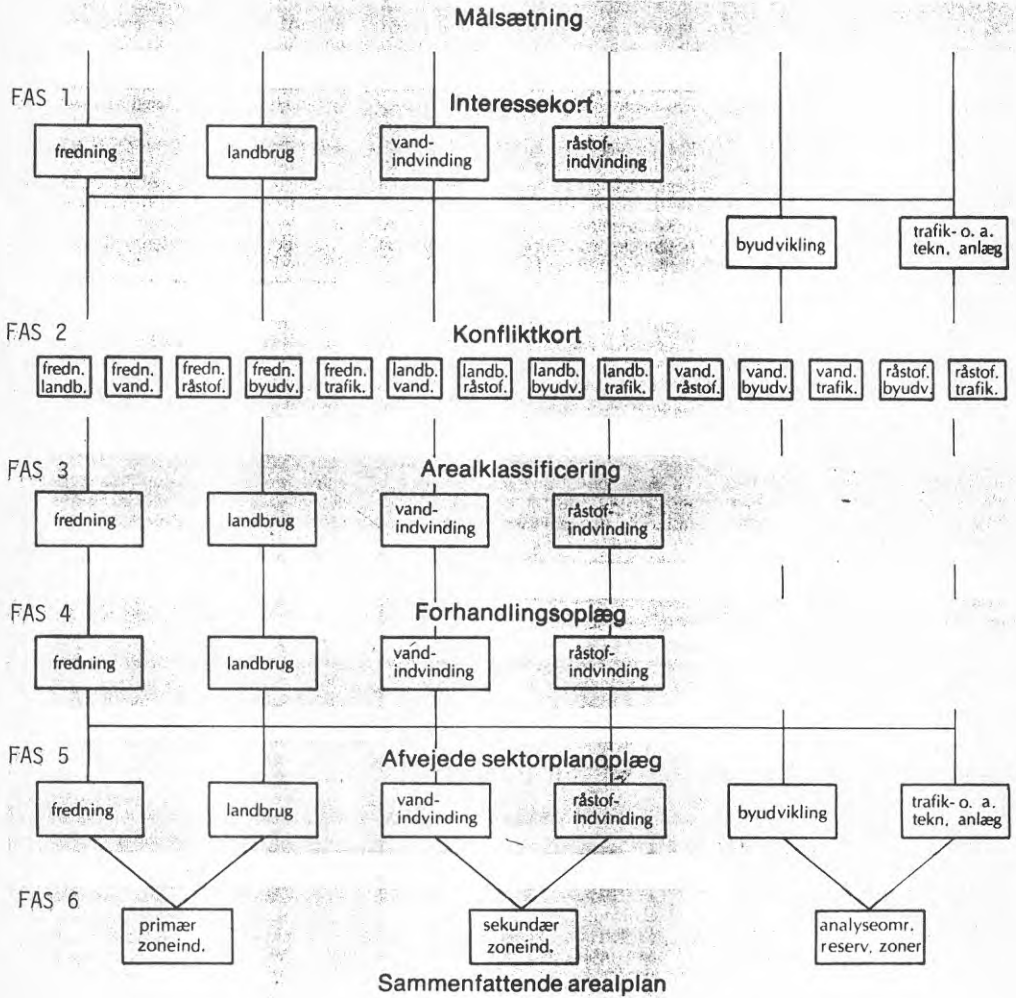 Målsætning
FAS 1
Interessekort
fredning
landbrug
vand-
indvinding
råstof-
indvinding
byudvikling
trafik- o. a.
tekn. anlæg
FAS 2
Konfliktkort
fredn.
landb.
fredn.
vand.
fredn.
råstof.
fredn.
byudv.
fredn.
trafik.
landb.
vand.
landb.
råstof.
landb.
byudv.
landb.
trafik.
vand.
råstof.
vand.
byudv.
vand.
trafik.
råstof.
byudv.
råstof.
trafik.
FAS 3
Arealklassificering
fredning
landbrug
vand-
indvinding
råstof-
indvinding
FAS 4
Forhandlingsoplæg
fredning
landbrug
vand-
indvinding
råstof-
indvinding
FAS 5
Afvejede sektorplanoplæg
fredning
landbrug
vand-
indvinding
råstof-
indvinding
byudvikling
trafik- o. a.
tekn. anlæg
FAS 6
primær
zoneind.
sekundær
zoneind.
analyseomr.
reserv. zoner
Sammenfattende arealplan